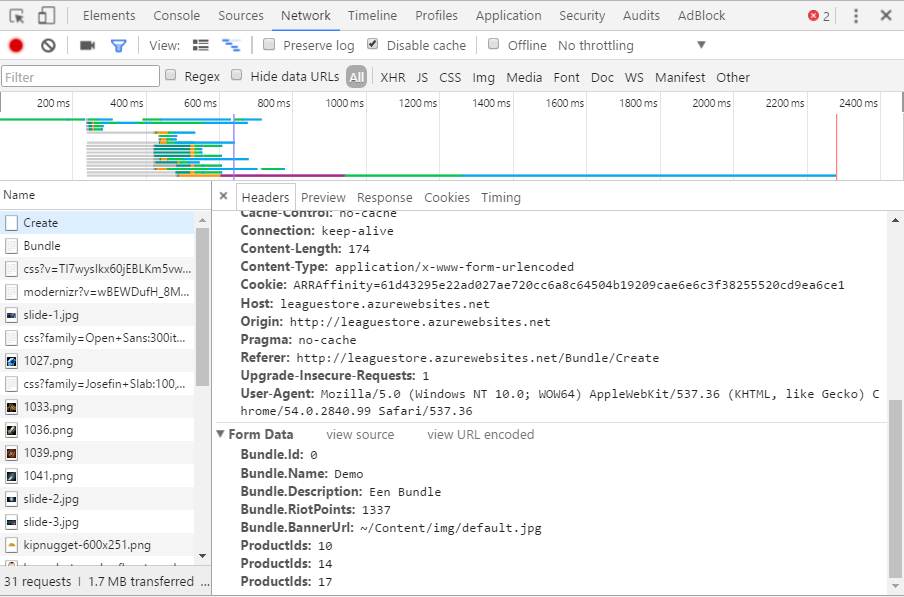 Elements Console Sources Network Timeline Profiles Application Security Audits AdBlock 2
View: Preserve log Disable cache Offline No throttling
Filter Regex Hide data URLs All XHR JS CSS Img Media Font Doc WS Manifest Other
200 ms 400 ms 600 ms 800 ms 1000 ms 1200 ms 1400 ms 1600 ms 1800 ms 2000 ms 2200 ms 2400 ms
Name
Create
Bundle
css?v=TI7wyslkx60jEBLKm5vw...
modernizr?v=wBEWDufH_8M...
slide-1.jpg
css?family=Open+Sans:300it...
1027.png
css?family=Josefin+Slab:100,...
1033.png
1036.png
1039.png
1041.png
slide-2.jpg
slide-3.jpg
kipnugget-600x251.png
31 requests | 1.7 MB transferred ...
Headers Preview Response Cookies Timing
Cache-Control: no-cache
Connection: keep-alive
Content-Length: 174
Content-Type: application/x-www-form-urlencoded
Cookie: ARRAffinity=61d43295e22ad027ae720cc6a8c64504b19209cae6e6c3f38255520cd9ea6ce1
Host: leaguestore.azurewebsites.net
Origin: http://leaguestore.azurewebsites.net
Pragma: no-cache
Referer: http://leaguestore.azurewebsites.net/Bundle/Create
Upgrade-Insecure-Requests: 1
User-Agent: Mozilla/5.0 (Windows NT 10.0; WOW64) AppleWebKit/537.36 (KHTML, like Gecko) C
hrome/54.0.2840.99 Safari/537.36
Form Data view source view URL encoded
Bundle.Id: 0
Bundle.Name: Demo
Bundle.Description: Een Bundle
Bundle.RiotPoints: 1337
Bundle.BannerUrl: ~/Content/img/default.jpg
ProductIds: 10
ProductIds: 14
ProductIds: 17